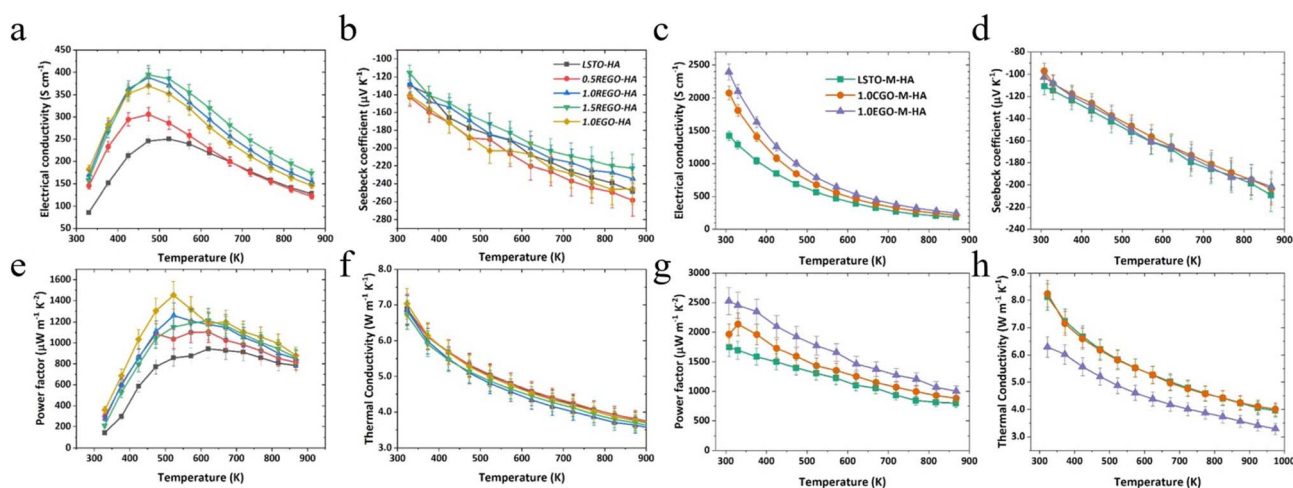 a
Electrical conductivity (S cm⁻¹)
450
400
350
300
250
200
150
100
50
300 400 500 600 700 800 900
Temperature (K)
b
Seebeck coefficient (μV K⁻¹)
-100
-120
-140
-160
-180
-200
-220
-240
-260
-280
LSTO-HA
0.5REGO-HA
1.0REGO-HA
1.5REGO-HA
1.0EGO-HA
300 400 500 600 700 800 900
Temperature (K)
c
Electrical conductivity (S cm⁻¹)
2500
2000
1500
1000
500
0
LSTO-M-HA
1.0CGO-M-HA
1.0EGO-M-HA
300 400 500 600 700 800 900
Temperature (K)
d
Seebeck coefficient (μV K⁻¹)
-80
-100
-120
-140
-160
-180
-200
-220
-240
300 400 500 600 700 800 900
Temperature (K)
e
Power factor (μW m⁻¹ K⁻²)
1600
1400
1200
1000
800
600
400
200
0
300 400 500 600 700 800 900
Temperature (K)
f
Thermal Conductivity (W m⁻¹ K⁻¹)
8.0
7.0
6.0
5.0
4.0
3.0
300 400 500 600 700 800 900
Temperature (K)
g
Power factor (μW m⁻¹ K⁻²)
3000
2500
2000
1500
1000
500
0
300 400 500 600 700 800 900
Temperature (K)
h
Thermal Conductivity (W m⁻¹ K⁻¹)
9.0
8.0
7.0
6.0
5.0
4.0
3.0
300 400 500 600 700 800 900 1000
Temperature (K)